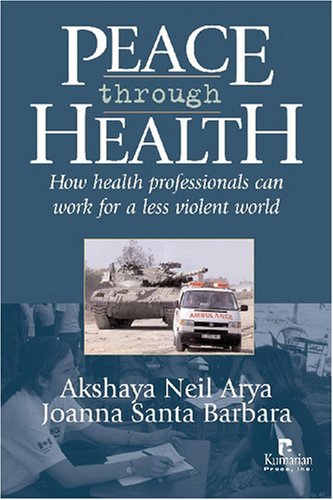 PEACE
through
HEALTH
How health professionals can
work for a less violent world
AMBULANCE
Akshaya Neil Arya
Joanna Santa Barbara
Kumarian
Press, Inc.